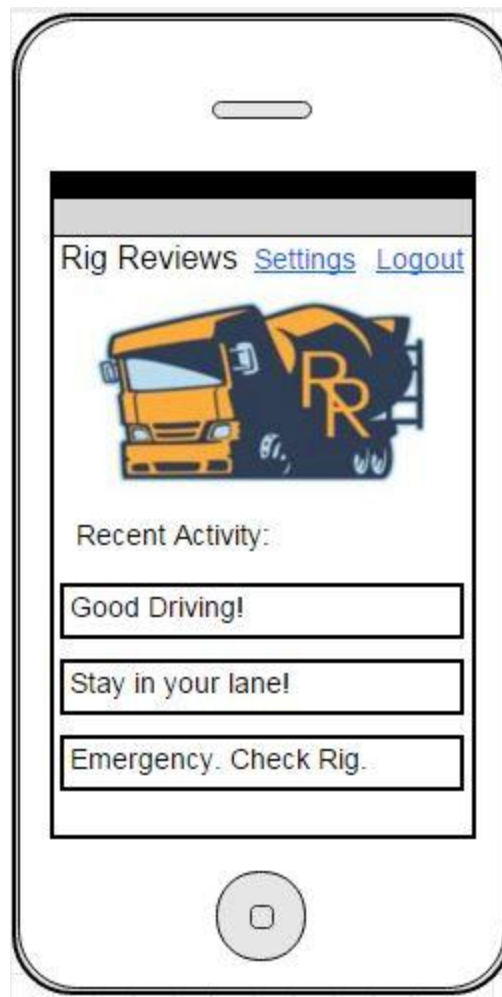 Rig Reviews Settings Logout
RR
Recent Activity:
Good Driving!
Stay in your lane!
Emergency. Check Rig.